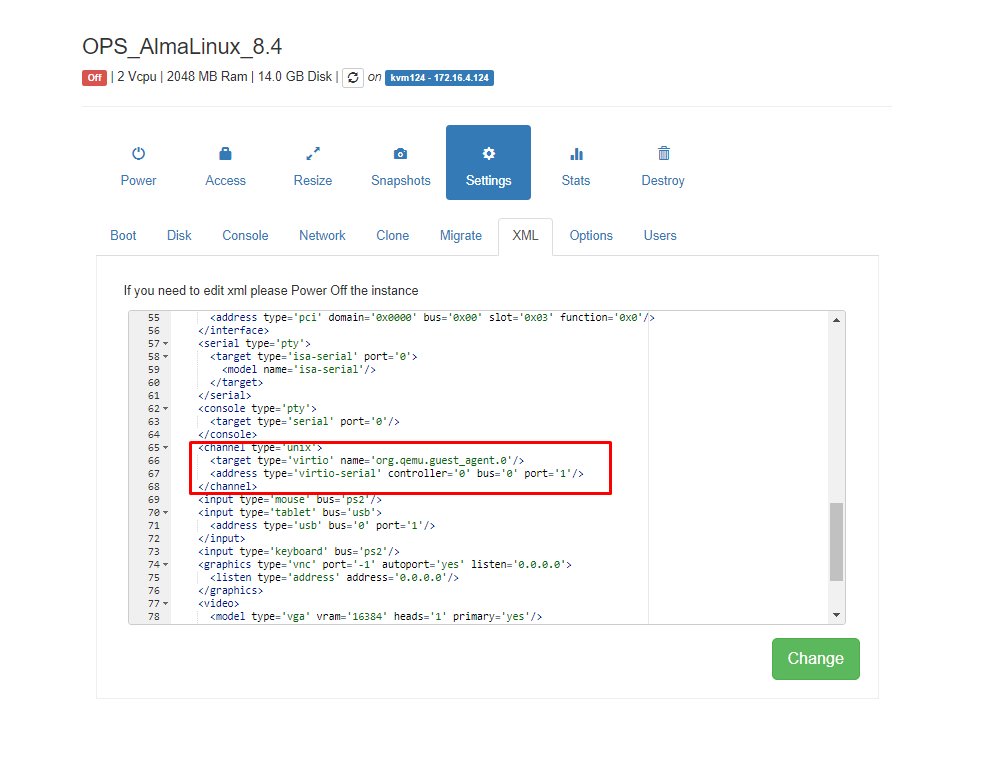 OPS_AlmaLinux_8.4
Off | 2 Vcpu | 2048 MB Ram | 14.0 GB Disk | on kvm124 - 172.16.4.124
Power Access Resize Snapshots Settings Stats Destroy
Boot Disk Console Network Clone Migrate XML Options Users
If you need to edit xml please Power Off the instance
55 <address type='pci' domain='0x0000' bus='0x00' slot='0x03' function='0x0'/>
56 </interface>
57 <serial type='pty'>
58 <target type='isa-serial' port='0'>
59 <model name='isa-serial'/>
60 </target>
61 </serial>
62 <console type='pty'>
63 <target type='serial' port='0'/>
64 </console>
65 <channel type='unix'>
66 <target type='virtio' name='org.qemu.guest_agent.0'/>
67 <address type='virtio-serial' controller='0' bus='0' port='1'/>
68 </channel>
69 <input type='mouse' bus='ps2'/>
70 <input type='tablet' bus='usb'>
71 <address type='usb' bus='0' port='1'/>
72 </input>
73 <input type='keyboard' bus='ps2'/>
74 <graphics type='vnc' port='-1' autoport='yes' listen='0.0.0.0'>
75 <listen type='address' address='0.0.0.0'/>
76 </graphics>
77 <video>
78 <model type='vga' vram='16384' heads='1' primary='yes'/>
Change